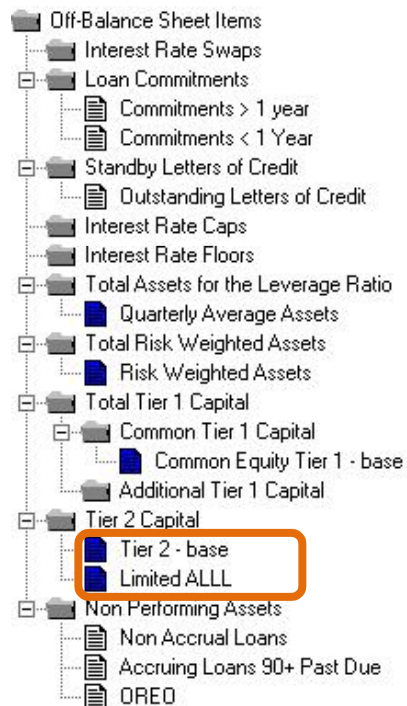 Off-Balance Sheet Items
Interest Rate Swaps
Loan Commitments
Commitments > 1 year
Commitments < 1 Year
Standby Letters of Credit
Outstanding Letters of Credit
Interest Rate Caps
Interest Rate Floors
Total Assets for the Leverage Ratio
Quarterly Average Assets
Total Risk Weighted Assets
Risk Weighted Assets
Total Tier 1 Capital
Common Tier 1 Capital
Common Equity Tier 1 - base
Additional Tier 1 Capital
Tier 2 Capital
Tier 2 - base
Limited ALLL
Non Performing Assets
Non Accrual Loans
Accruing Loans 90+ Past Due
OREO